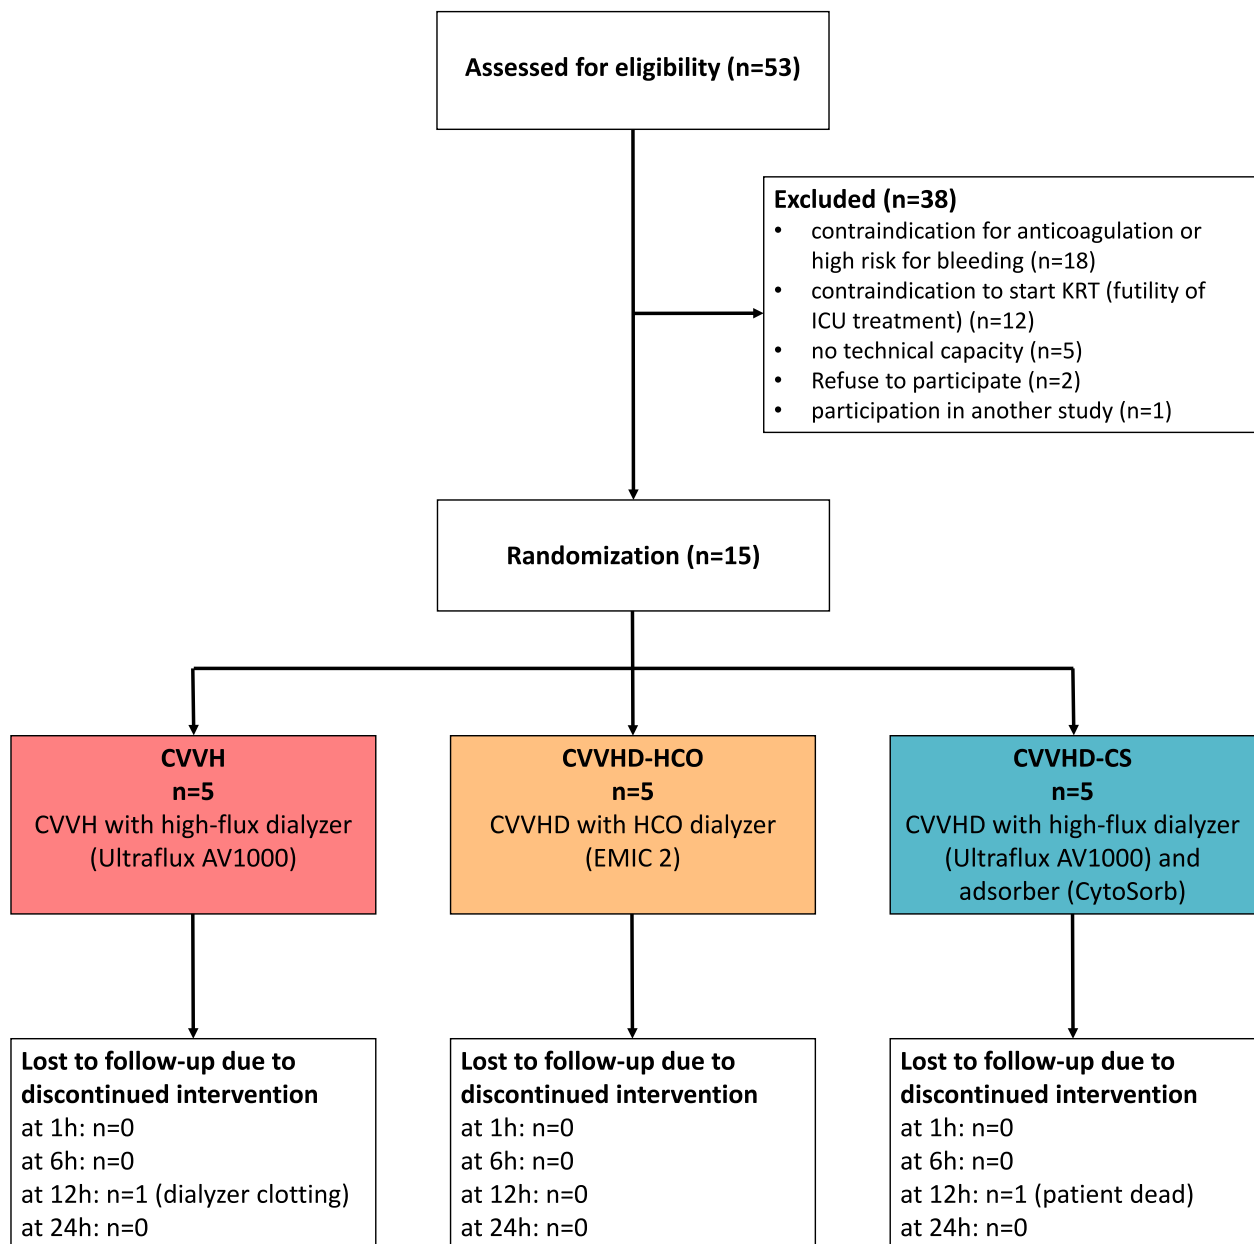 Assessed for eligibility (n=53)
Excluded (n=38)
• contraindication for anticoagulation or
high risk for bleeding (n=18)
• contraindication to start KRT (futility of
ICU treatment) (n=12)
• no technical capacity (n=5)
• Refuse to participate (n=2)
• participation in another study (n=1)
Randomization (n=15)
CVVH
n=5
CVVH with high-flux dialyzer
(Ultraflux AV1000)
CVVHD-HCO
n=5
CVVHD with HCO dialyzer
(EMIC 2)
CVVHD-CS
n=5
CVVHD with high-flux dialyzer
(Ultraflux AV1000) and
adsorber (CytoSorb)
Lost to follow-up due to
discontinued intervention
at 1h: n=0
at 6h: n=0
at 12h: n=1 (dialyzer clotting)
at 24h: n=0
Lost to follow-up due to
discontinued intervention
at 1h: n=0
at 6h: n=0
at 12h: n=0
at 24h: n=0
Lost to follow-up due to
discontinued intervention
at 1h: n=0
at 6h: n=0
at 12h: n=1 (patient dead)
at 24h: n=0